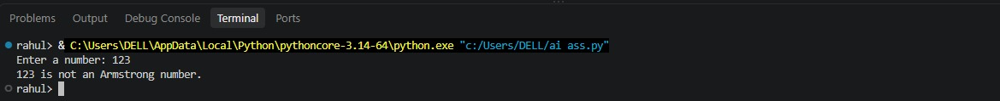 Problems Output Debug Console Terminal Ports
rahul> & C:\Users\DELL\AppData\Local\Python\pythoncore-3.14-64\python.exe "c:/Users/DELL/ai ass.py"
Enter a number: 123
123 is not an Armstrong number.
rahul>